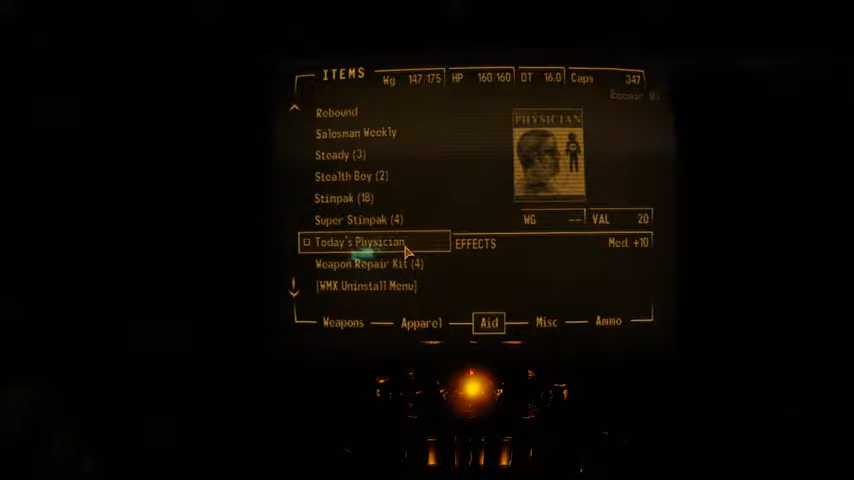 ITEMS Wg 147/175 HP 160/160 DT 16.0 Caps 347
Rebound
Salesman Weekly
Steady (3)
Stealth Boy (2)
Stimpak (18)
Super Stimpak (4)
Today's Physician
Weapon Repair Kit (4)
[WMX Uninstall Menu]
PHYSICIAN
WG -- VAL 20
EFFECTS Med. +10
Weapons Apparel Aid Misc Ammo